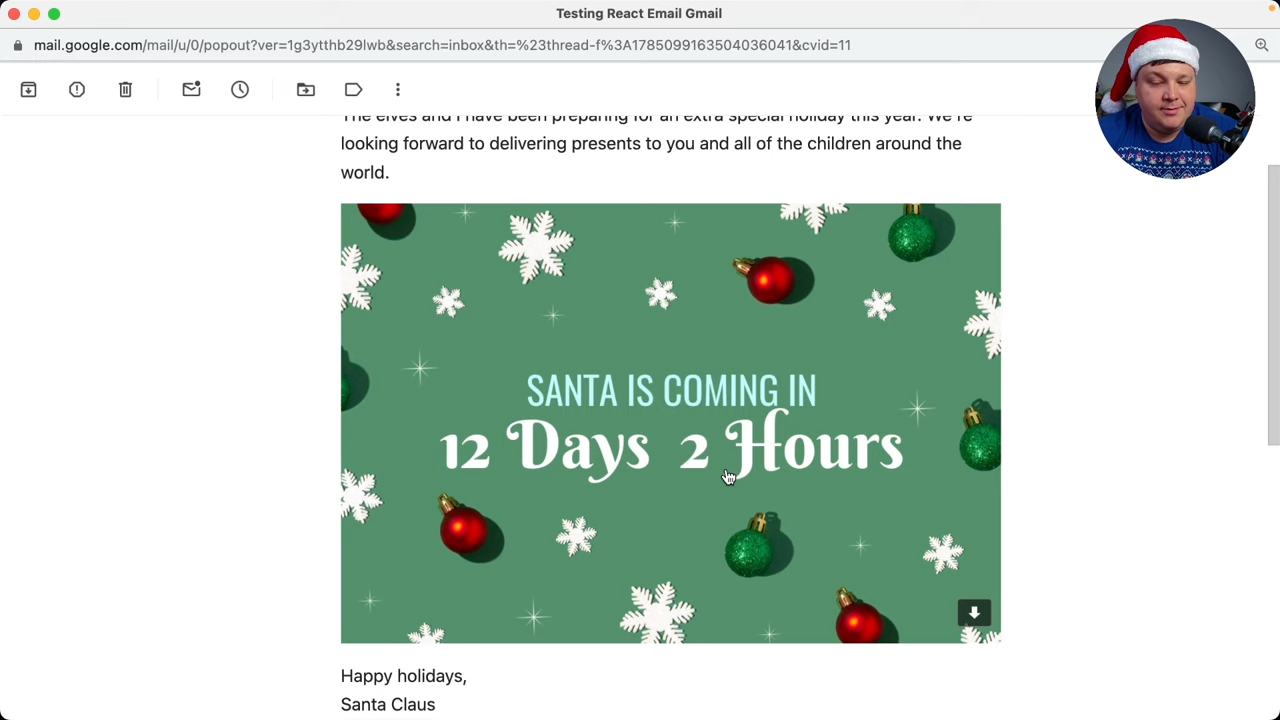 Testing React Email Gmail
mail.google.com/mail/u/0/popout?ver=1g3ytthb29lwb&search=inbox&th=%23thread-f%3A1785099163504036041&cvid=11
The elves and I have been preparing for an extra special holiday this year. We're
looking forward to delivering presents to you and all of the children around the
world.
SANTA IS COMING IN
12 Days 2 Hours
Happy holidays,
Santa Claus